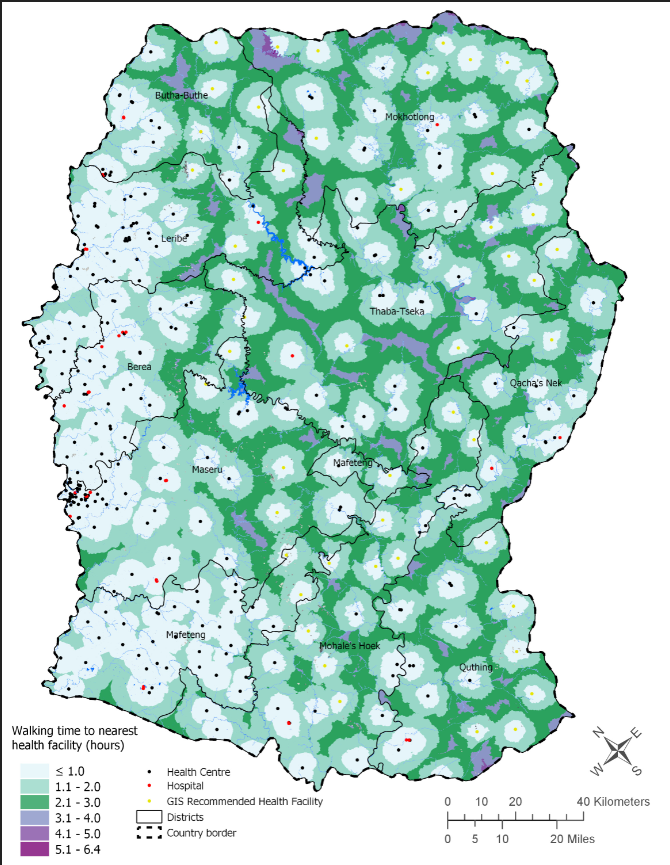 Butha-Buthe
Mokhotlong
Leribe
Thaba-Tseka
Berea
Qacha's Nek
Maseru
Mafeteng
Mafeteng
Mohale's Hoek
Quthing
Walking time to nearest
health facility (hours)
≤ 1.0
1.1 - 2.0
2.1 - 3.0
3.1 - 4.0
4.1 - 5.0
5.1 - 6.4
Health Centre
Hospital
GIS Recommended Health Facility
Districts
Country border
N
E
W
S
0 10 20 40 Kilometers
0 5 10 20 Miles